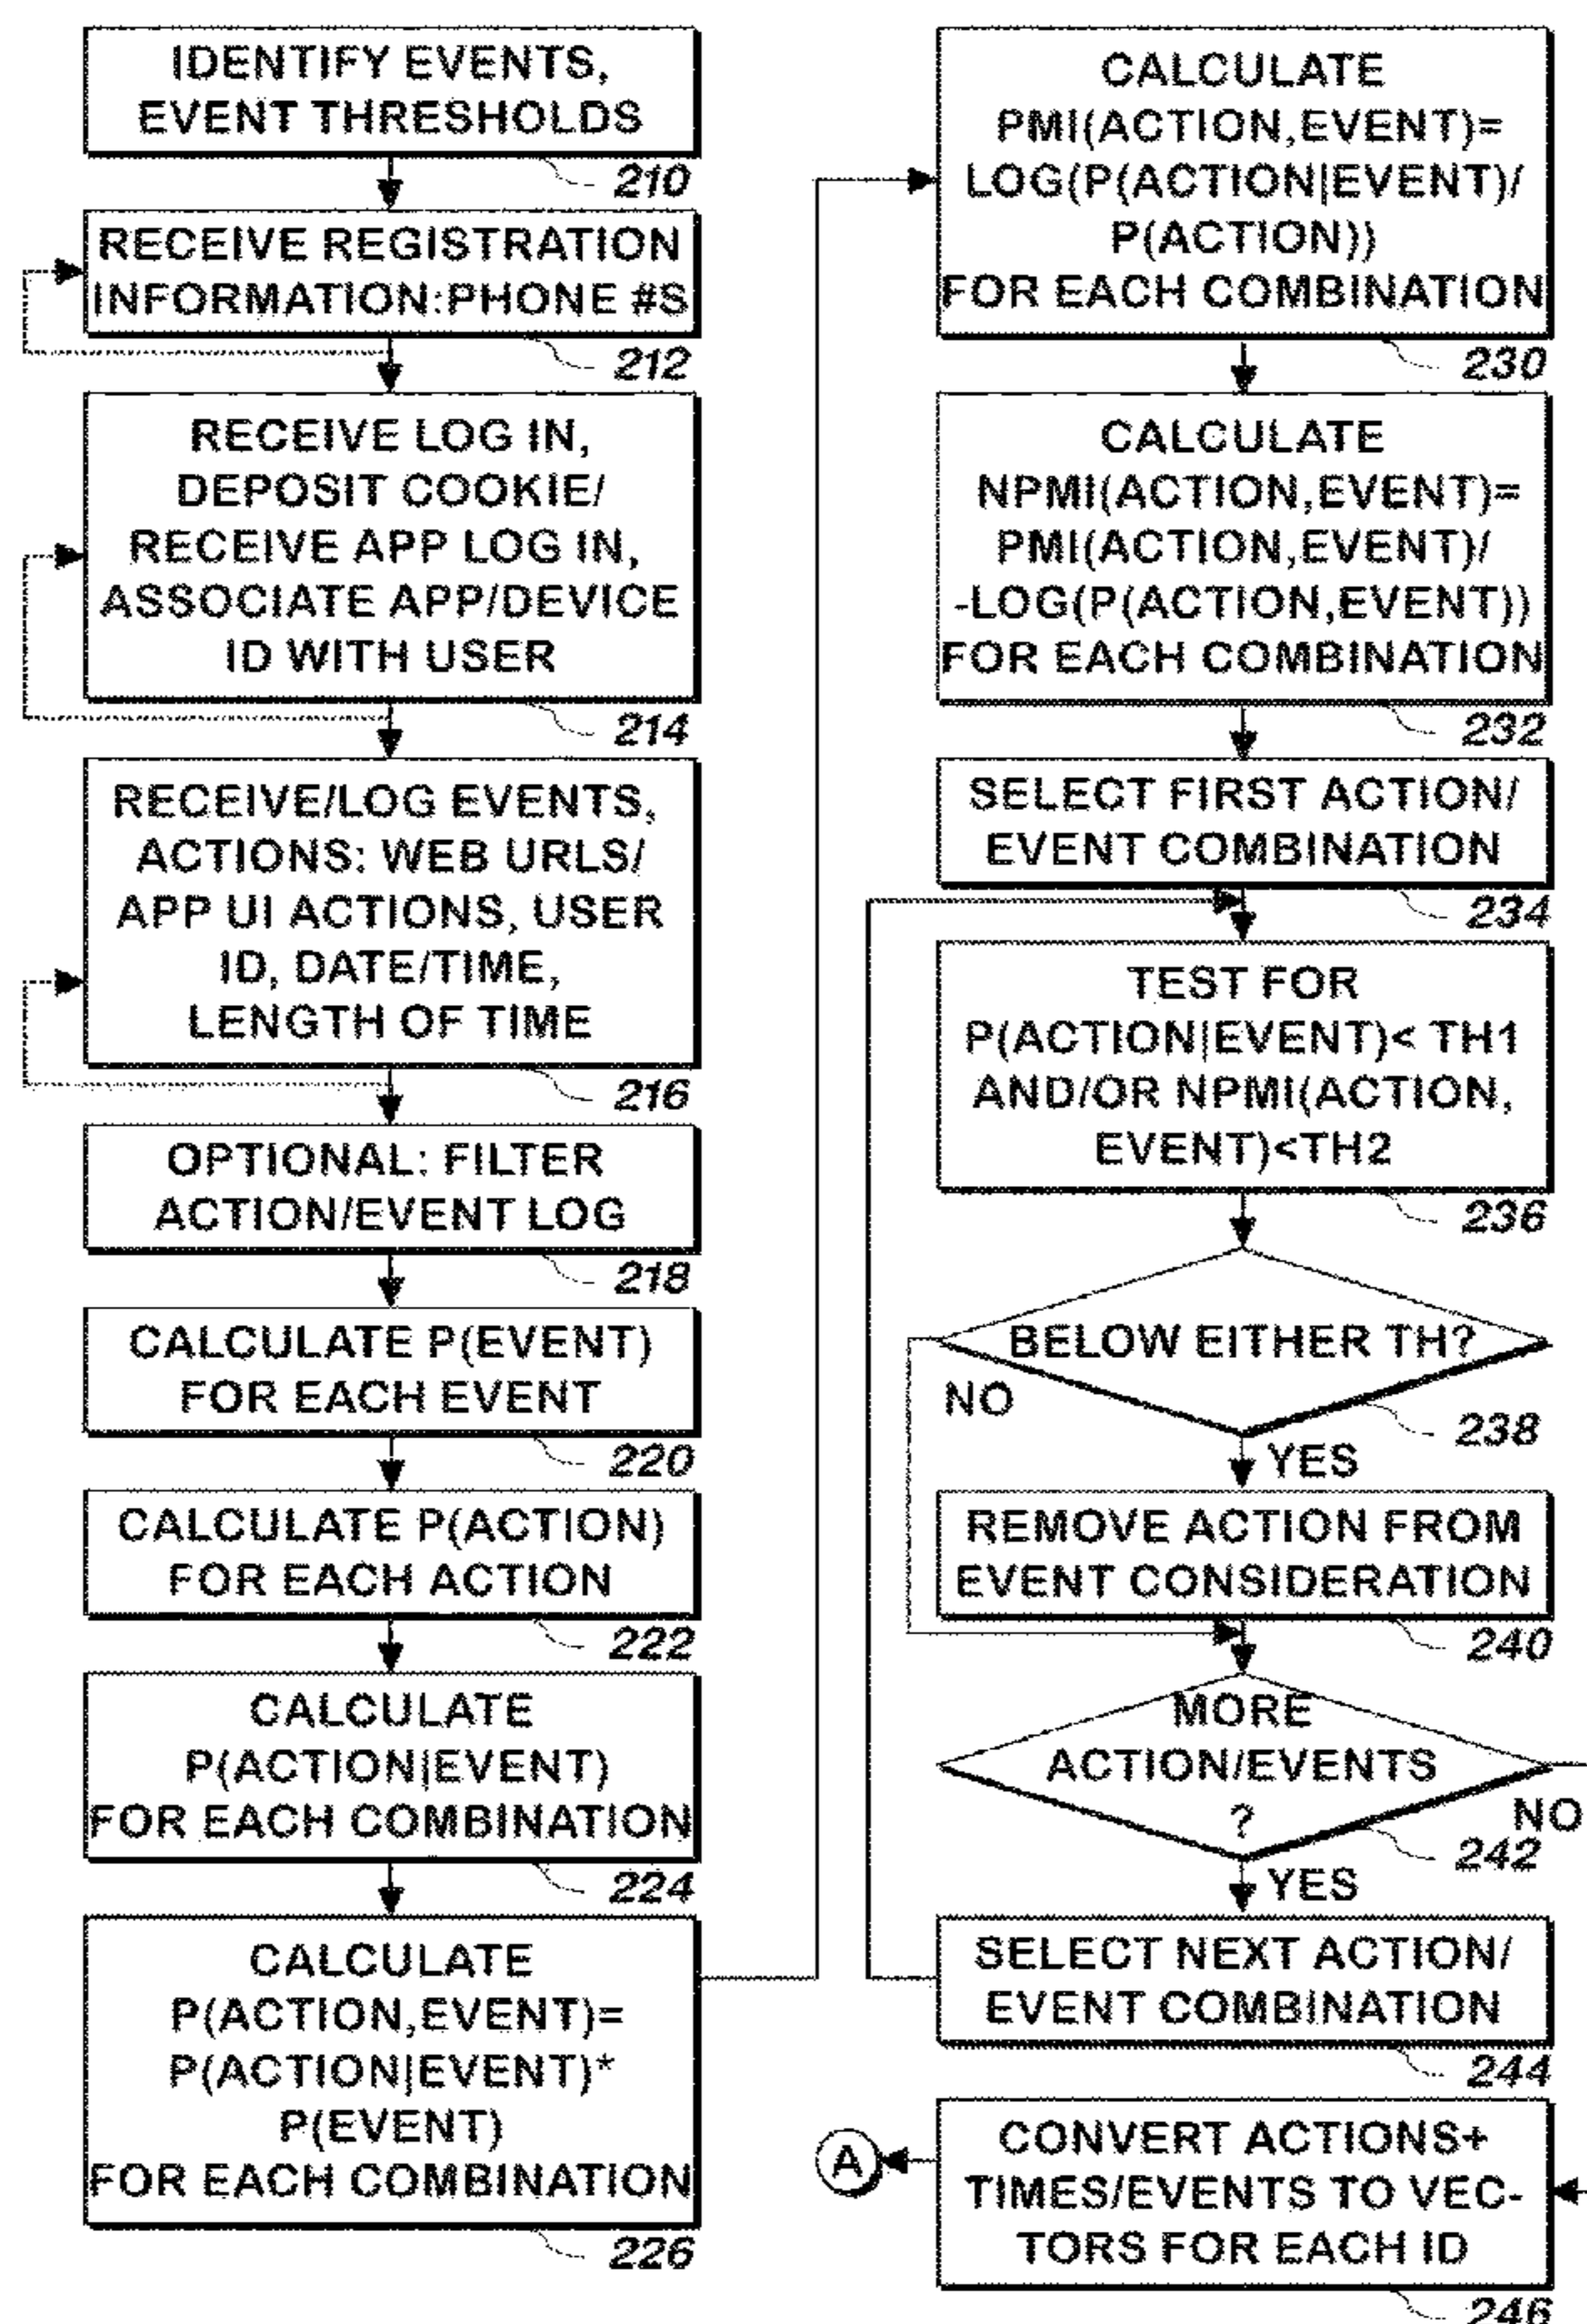 IDENTIFY EVENTS,
EVENT THRESHOLDS
210
RECEIVE REGISTRATION
INFORMATION:PHONE #S
212
RECEIVE LOG IN,
DEPOSIT COOKIE/
RECEIVE APP LOG IN,
ASSOCIATE APP/DEVICE
ID WITH USER
214
RECEIVE/LOG EVENTS,
ACTIONS: WEB URLS/
APP UI ACTIONS, USER
ID, DATE/TIME,
LENGTH OF TIME
216
OPTIONAL: FILTER
ACTION/EVENT LOG
218
CALCULATE P(EVENT)
FOR EACH EVENT
220
CALCULATE P(ACTION)
FOR EACH ACTION
222
CALCULATE
P(ACTION|EVENT)
FOR EACH COMBINATION
224
CALCULATE
P(ACTION,EVENT)=
P(ACTION|EVENT)*
P(EVENT)
FOR EACH COMBINATION
226
CALCULATE
PMI(ACTION,EVENT)=
LOG(P(ACTION|EVENT)/
P(ACTION))
FOR EACH COMBINATION
230
CALCULATE
NPMI(ACTION,EVENT)=
PMI(ACTION,EVENT)/
-LOG(P(ACTION,EVENT))
FOR EACH COMBINATION
232
SELECT FIRST ACTION/
EVENT COMBINATION
234
TEST FOR
P(ACTION|EVENT)< TH1
AND/OR NPMI(ACTION,
EVENT)<TH2
236
BELOW EITHER TH?
NO
238
YES
REMOVE ACTION FROM
EVENT CONSIDERATION
240
MORE
ACTION/EVENTS
?
NO
242
YES
SELECT NEXT ACTION/
EVENT COMBINATION
244
CONVERT ACTIONS+
TIMES/EVENTS TO VEC-
TORS FOR EACH ID
A
246